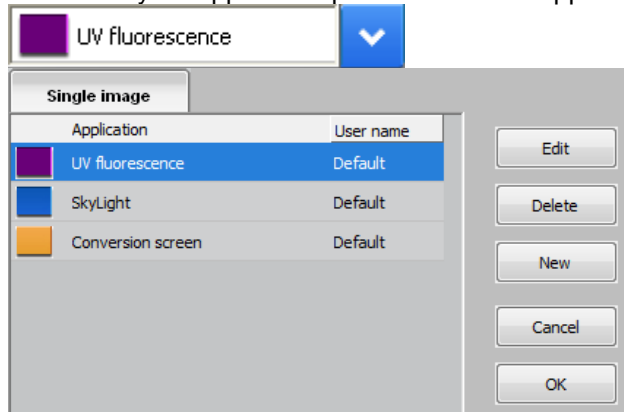 UV fluorescence
Single image
Application User name
UV fluorescence Default
Edit
SkyLight Default
Delete
Conversion screen Default
New
Cancel
OK